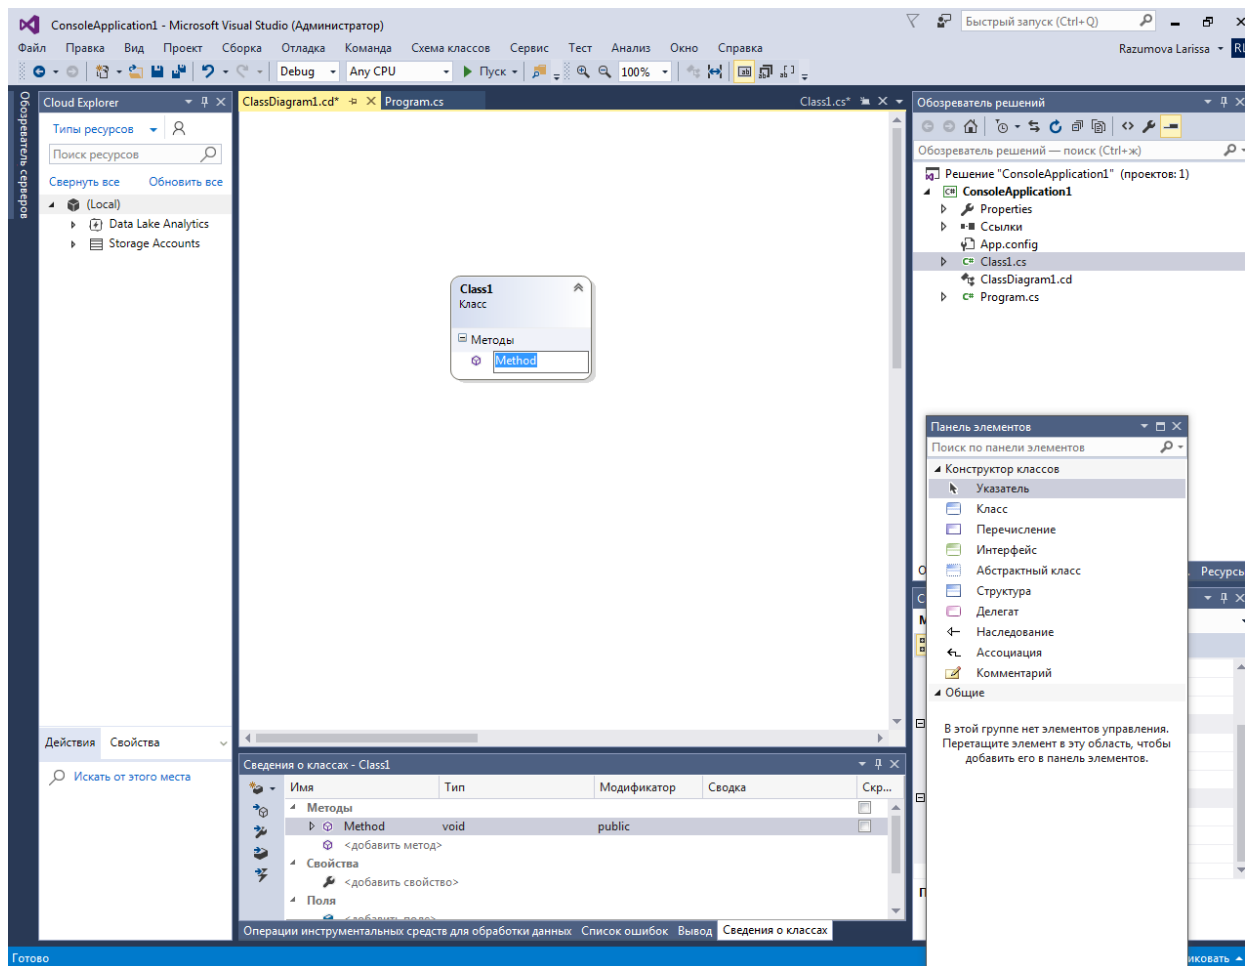 ConsoleApplication1 - Microsoft Visual Studio (Администратор)
Быстрый запуск (Ctrl+Q)
Файл Правка Вид Проект Сборка Отладка Команда Схема классов Сервис Тест Анализ Окно Справка
Razumova Larissa
Debug Any CPU Пуск 100%
Обозреватель серверов
Cloud Explorer
Типы ресурсов
Поиск ресурсов
Свернуть все Обновить все
(Local)
Data Lake Analytics
Storage Accounts
Действия Свойства
Искать от этого места
ClassDiagram1.cd* Program.cs Class1.cs*
Class1
Класс
Методы
Method
Сведения о классах - Class1
Имя Тип Модификатор Сводка Скр...
Методы
Method void public
<добавить метод>
Свойства
<добавить свойство>
Поля
<добавить поле>
Операции инструментальных средств для обработки данных Список ошибок Вывод Сведения о классах
Обозреватель решений
Обозреватель решений — поиск (Ctrl+ж)
Решение "ConsoleApplication1" (проектов: 1)
ConsoleApplication1
Properties
Ссылки
App.config
Class1.cs
ClassDiagram1.cd
Program.cs
Панель элементов
Поиск по панели элементов
Конструктор классов
Указатель
Класс
Перечисление
Интерфейс
Абстрактный класс
Структура
Делегат
Наследование
Ассоциация
Комментарий
Общие
В этой группе нет элементов управления.
Перетащите элемент в эту область, чтобы
добавить его в панель элементов.
Готово